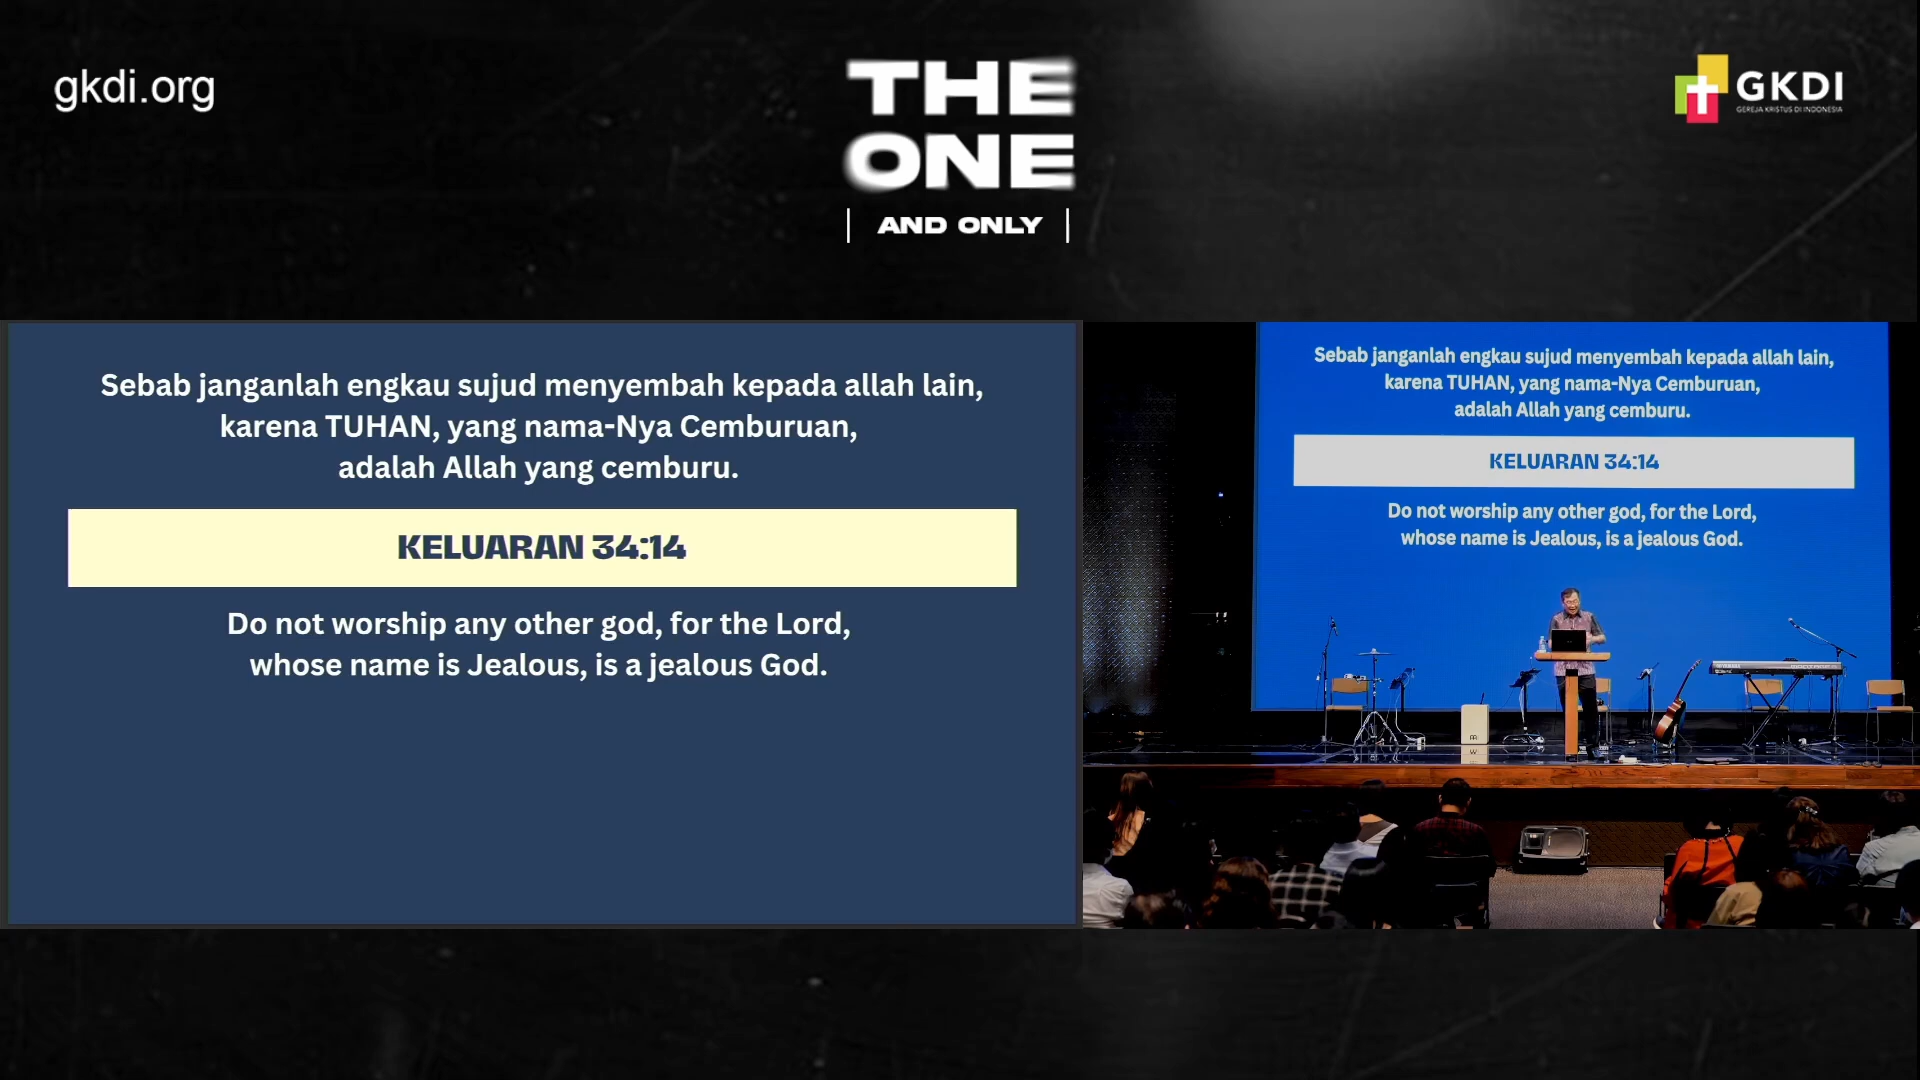 gkdi.org
THE
ONE
AND ONLY
GKDI
GEREJA KRISTUS DI INDONESIA
Sebab janganlah engkau sujud menyembah kepada allah lain,
karena TUHAN, yang nama-Nya Cemburuan,
adalah Allah yang cemburu.
KELUARAN 34:14
Do not worship any other god, for the Lord,
whose name is Jealous, is a jealous God.
Sebab janganlah engkau sujud menyembah kepada allah lain,
karena TUHAN, yang nama-Nya Cemburuan,
adalah Allah yang cemburu.
KELUARAN 34:14
Do not worship any other god, for the Lord,
whose name is Jealous, is a jealous God.